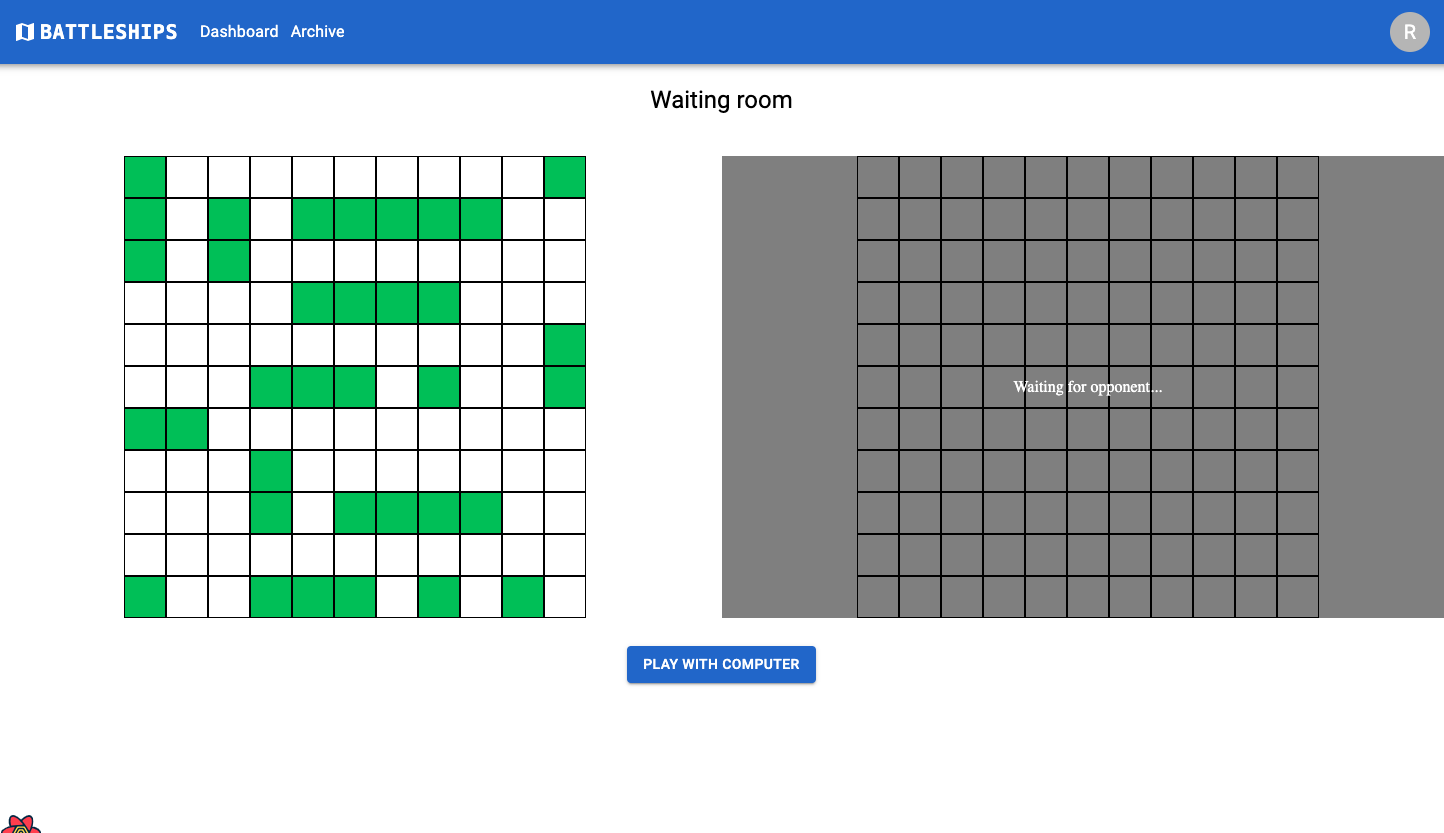 BATTLESHIPS Dashboard Archive R
Waiting room
Waiting for opponent...
PLAY WITH COMPUTER